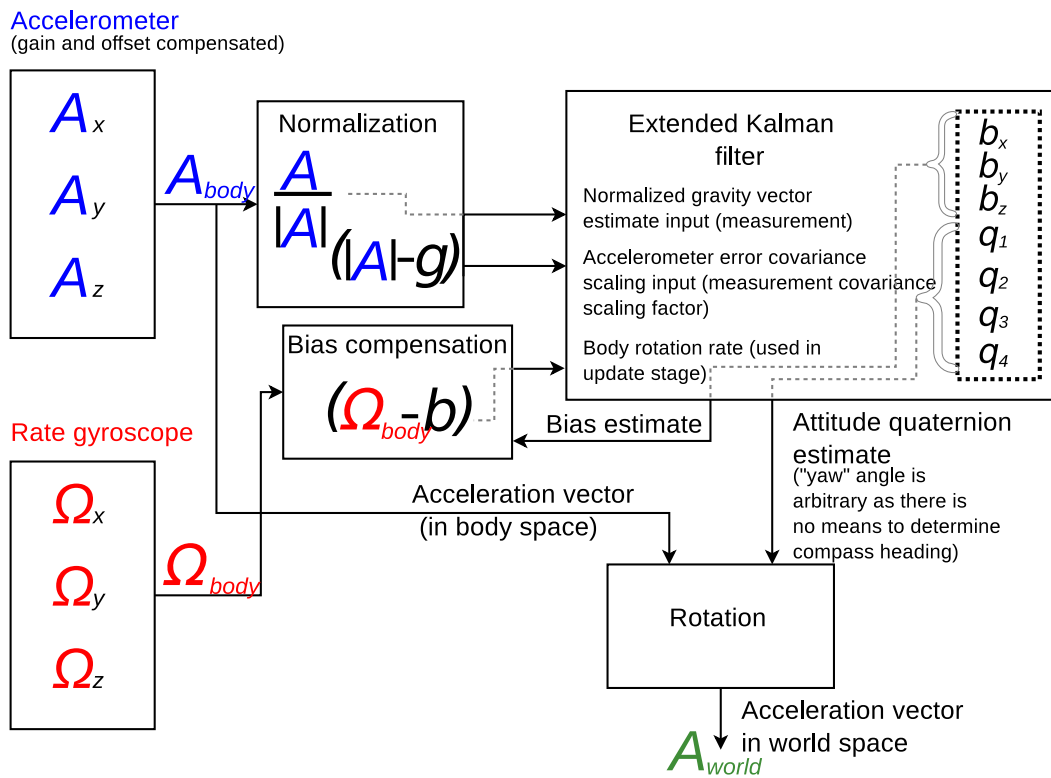 Accelerometer
(gain and offset compensated)
Ax
Ay
Az
Abody
Normalization
A
|A|
(|A|-g)
Extended Kalman
filter
Normalized gravity vector
estimate input (measurement)
Accelerometer error covariance
scaling input (measurement covariance
scaling factor)
Body rotation rate (used in
update stage)
bx
by
bz
q1
q2
q3
q4
Bias compensation
(Ωbody-b)
Bias estimate
Rate gyroscope
Ωx
Ωy
Ωz
Ωbody
Acceleration vector
(in body space)
Attitude quaternion
estimate
("yaw" angle is
arbitrary as there is
no means to determine
compass heading)
Rotation
Acceleration vector
in world space
Aworld